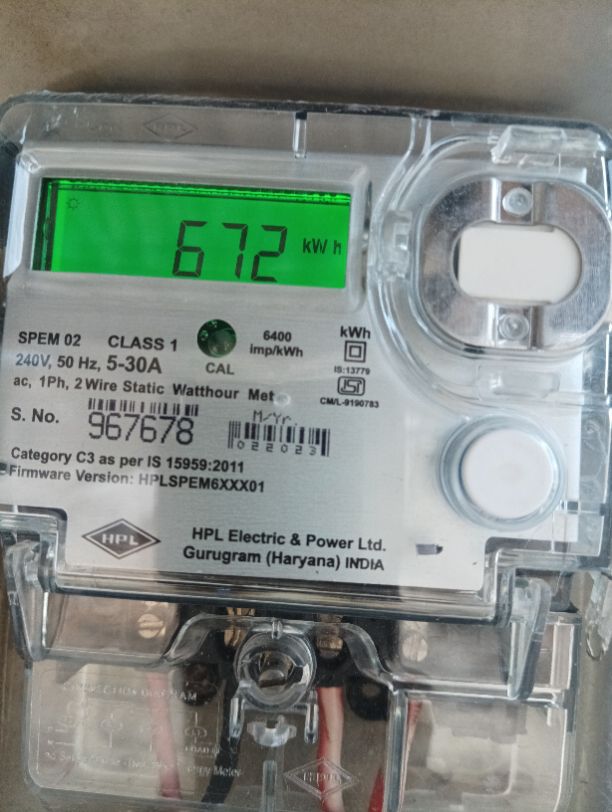 HPL
672 kWh
SPEM 02 CLASS 1 CAL 6400 imp/kWh kWh
240V, 50 Hz, 5-30A
IS:13779
ac, 1Ph, 2 Wire Static Watthour Met
CM/L-9190783
S. No. 967678 M/Yr. 022023
Category C3 as per IS 15959:2011
Firmware Version: HPLSPEM6XXX01
HPL HPL Electric & Power Ltd.
Gurugram (Haryana) INDIA